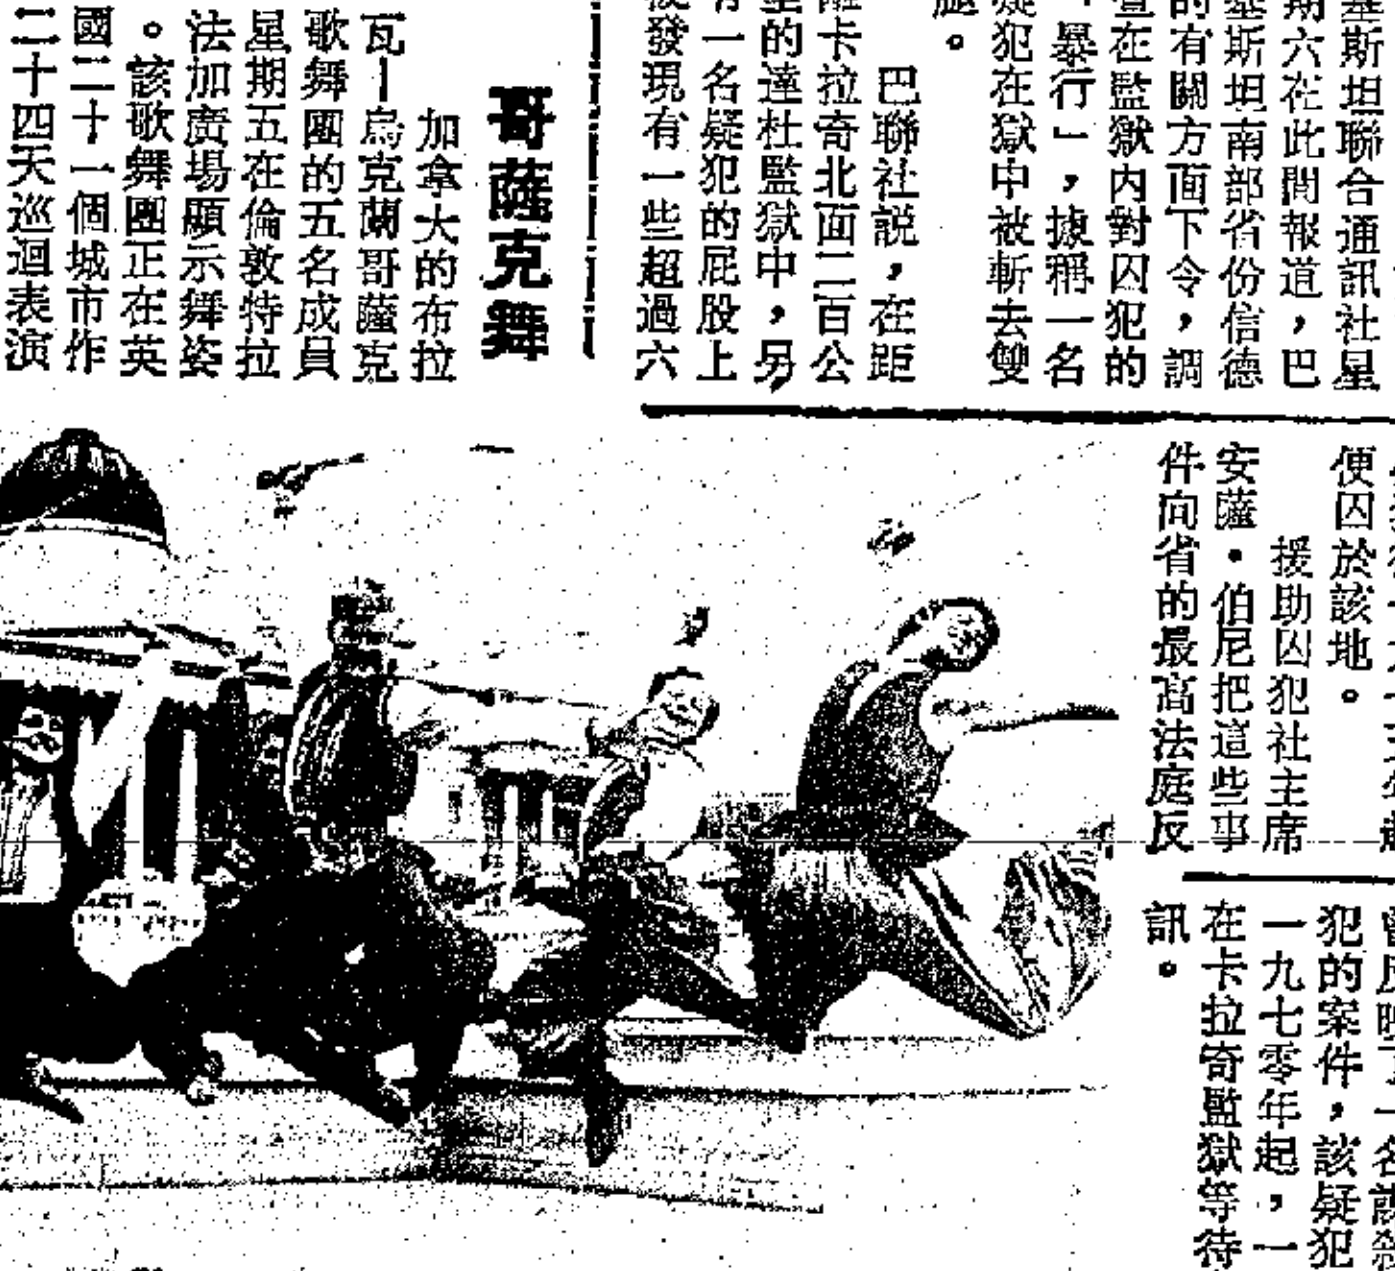 基斯坦聯合通訊社星
期六在此間報道，巴
基斯坦南部省份信德
的有關方面下令，調
查在監獄內對囚犯的
「暴行」，據稱一名
疑犯在獄中被斬去雙
腿。
巴聯社説，在距
離卡拉奇北面二百公
里的達杜監獄中，另
有一名疑犯的屁股上
被發現有一些超過六
便囚於該地。
援助囚犯社主席
安薩・伯尼把這些事
件向省的最高法庭反
曾反映了一名謀殺
犯的案件，該疑犯
一九七零年起，一
在卡拉奇監獄等待
訊。
哥薩克舞
加拿大的布拉
瓦—烏克蘭哥薩克
歌舞團的五名成員
星期五在倫敦特拉
法加廣場顯示舞姿
。該歌舞團正在英
國二十一個城市作
二十四天巡迴表演